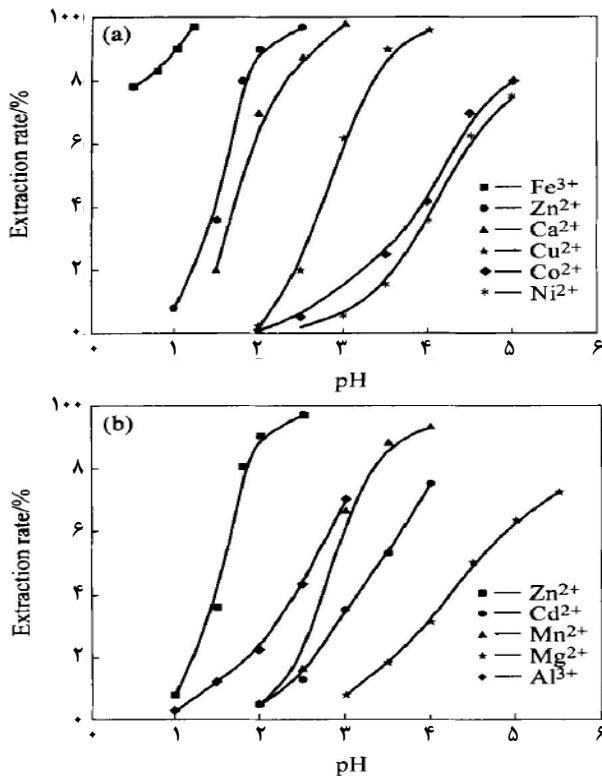 ۱۰۰
(a)
۸
۶
۴
۲
۰
Extraction rate/%
Fe³⁺
Zn²⁺
Ca²⁺
Cu²⁺
Co²⁺
Ni²⁺
۰ ۱ ۲ ۳ ۴ ۵ ۶
pH
۱۰۰
(b)
۸
۶
۴
۲
۰
Extraction rate/%
Zn²⁺
Cd²⁺
Mn²⁺
Mg²⁺
Al³⁺
۰ ۱ ۲ ۳ ۴ ۵ ۶
pH